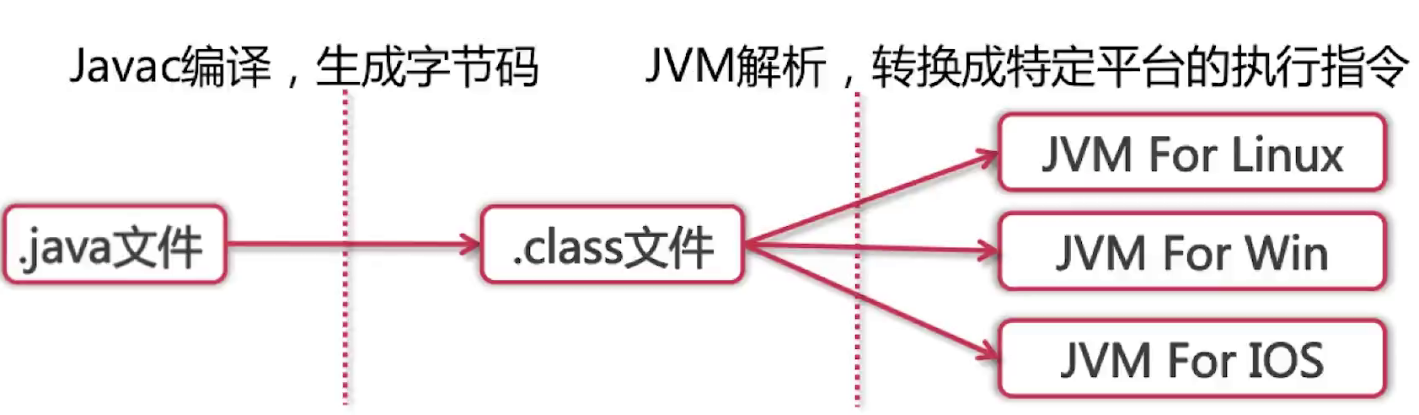 Javac编译，生成字节码
JVM解析，转换成特定平台的执行指令
.java文件
.class文件
JVM For Linux
JVM For Win
JVM For IOS